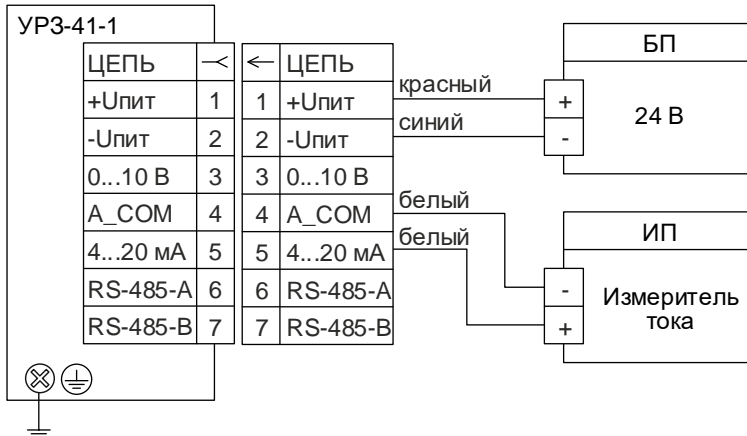 УРЗ-41-1
ЦЕПЬ
+Uпит 1
-Uпит 2
0...10 В 3
A_COM 4
4...20 мА 5
RS-485-A 6
RS-485-B 7
ЦЕПЬ
1 +Uпит
2 -Uпит
3 0...10 В
4 A_COM
5 4...20 мА
6 RS-485-A
7 RS-485-B
красный
синий
белый
белый
БП
+
24 В
-
ИП
-
Измеритель
тока
+